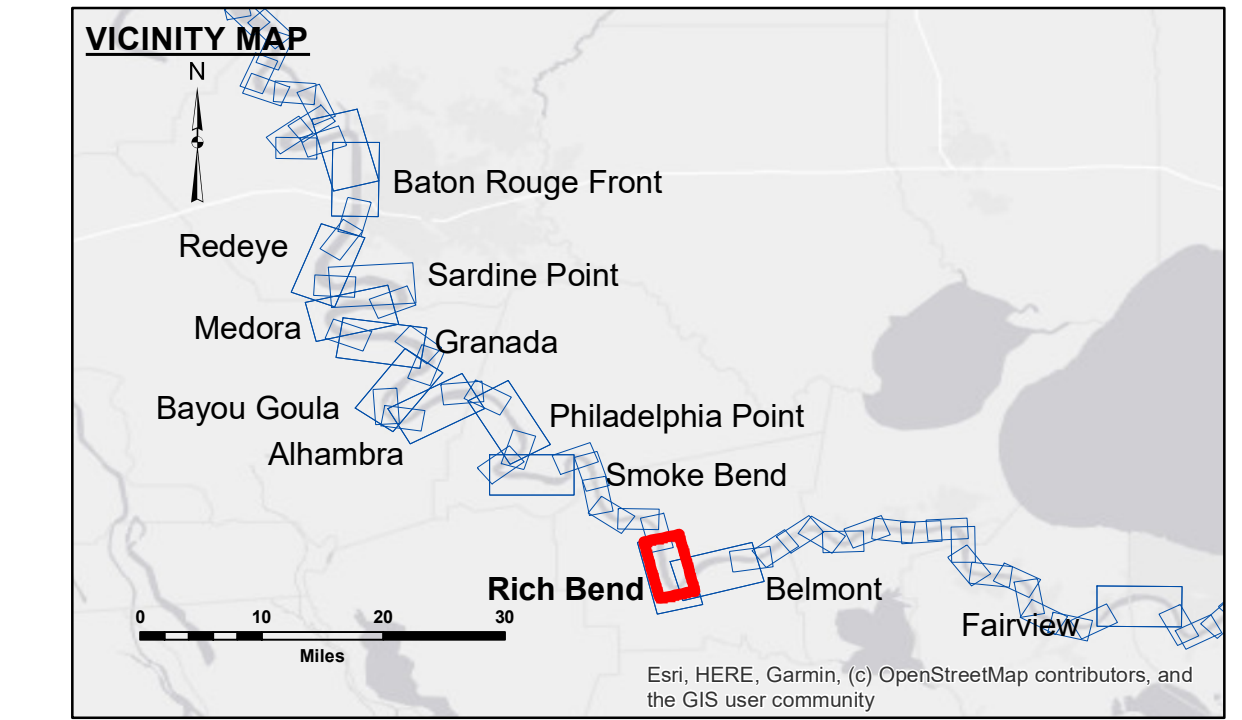 VICINITY MAP
N
Baton Rouge Front
Redeye
Sardine Point
Medora
Granada
Bayou Goula
Philadelphia Point
Alhambra
Smoke Bend
Rich Bend
Belmont
Fairview
0 10 20 30
Miles
Esri, HERE, Garmin, (c) OpenStreetMap contributors, and
the GIS user community